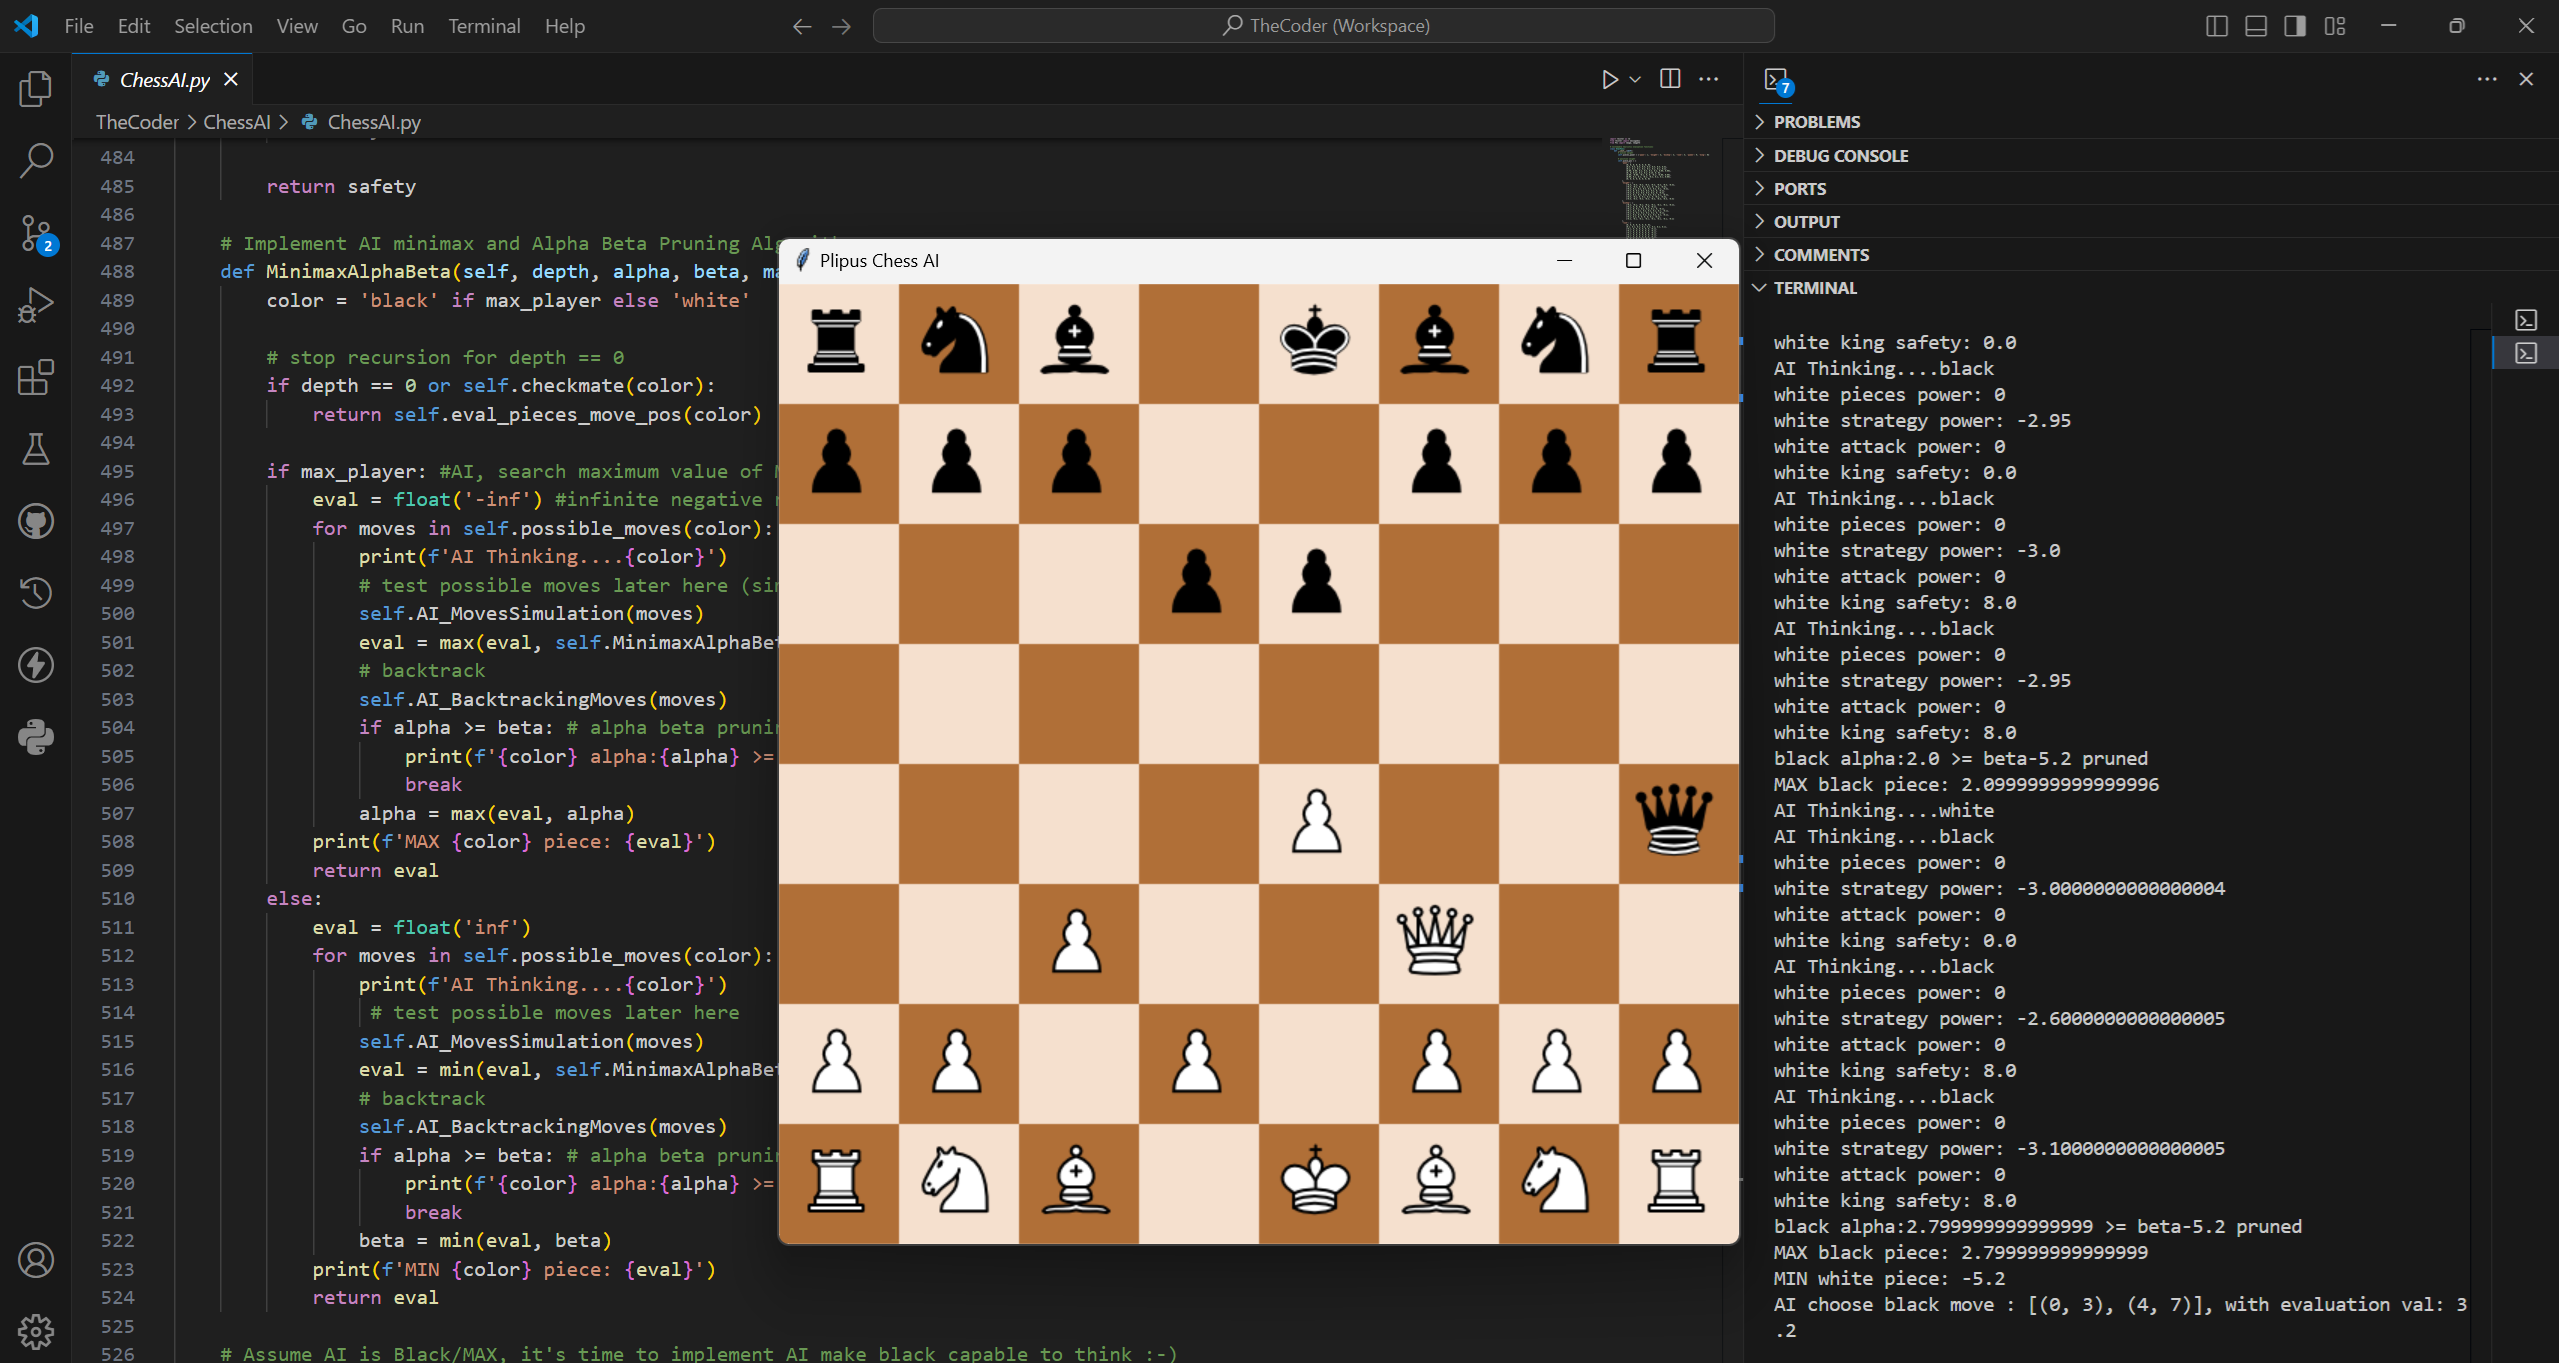 File Edit Selection View Go Run Terminal Help
TheCoder (Workspace)
ChessAI.py
TheCoder > ChessAI > ChessAI.py
2
484
485 return safety
486
487 # Implement AI minimax and Alpha Beta Pruning
488 def MinimaxAlphaBeta(self, depth, alpha, beta,
489 color = 'black' if max_player else 'white'
490
491 # stop recursion for depth == 0
492 if depth == 0 or self.checkmate(color):
493 return self.eval_pieces_move_pos(color)
494
495 if max_player: #AI, search maximum value of
496 eval = float('-inf') #infinite negative
497 for moves in self.possible_moves(color):
498 print(f'AI Thinking....{color}')
499 # test possible moves later here (si
500 self.AI_MovesSimulation(moves)
501 eval = max(eval, self.MinimaxAlphaBe
502 # backtrack
503 self.AI_BacktrackingMoves(moves)
504 if alpha >= beta: # alpha beta pruni
505 print(f'{color} alpha:{alpha} >=
506 break
507 alpha = max(eval, alpha)
508 print(f'MAX {color} piece: {eval}')
509 return eval
510 else:
511 eval = float('inf')
512 for moves in self.possible_moves(color):
513 print(f'AI Thinking....{color}')
514 # test possible moves later here
515 self.AI_MovesSimulation(moves)
516 eval = min(eval, self.MinimaxAlphaBe
517 # backtrack
518 self.AI_BacktrackingMoves(moves)
519 if alpha >= beta: # alpha beta pruni
520 print(f'{color} alpha:{alpha} >=
521 break
522 beta = min(eval, beta)
523 print(f'MIN {color} piece: {eval}')
524 return eval
525
526 # Assume AI is Black/MAX, it's time to implement AI make black capable to think :-)
Plipus Chess AI
7
PROBLEMS
DEBUG CONSOLE
PORTS
OUTPUT
COMMENTS
TERMINAL
white king safety: 0.0
AI Thinking....black
white pieces power: 0
white strategy power: -2.95
white attack power: 0
white king safety: 0.0
AI Thinking....black
white pieces power: 0
white strategy power: -3.0
white attack power: 0
white king safety: 8.0
AI Thinking....black
white pieces power: 0
white strategy power: -2.95
white attack power: 0
white king safety: 8.0
black alpha:2.0 >= beta-5.2 pruned
MAX black piece: 2.0999999999999996
AI Thinking....white
AI Thinking....black
white pieces power: 0
white strategy power: -3.0000000000000004
white attack power: 0
white king safety: 0.0
AI Thinking....black
white pieces power: 0
white strategy power: -2.6000000000000005
white attack power: 0
white king safety: 8.0
AI Thinking....black
white pieces power: 0
white strategy power: -3.1000000000000005
white attack power: 0
white king safety: 8.0
black alpha:2.799999999999999 >= beta-5.2 pruned
MAX black piece: 2.799999999999999
MIN white piece: -5.2
AI choose black move : [(0, 3), (4, 7)], with evaluation val: 3
.2